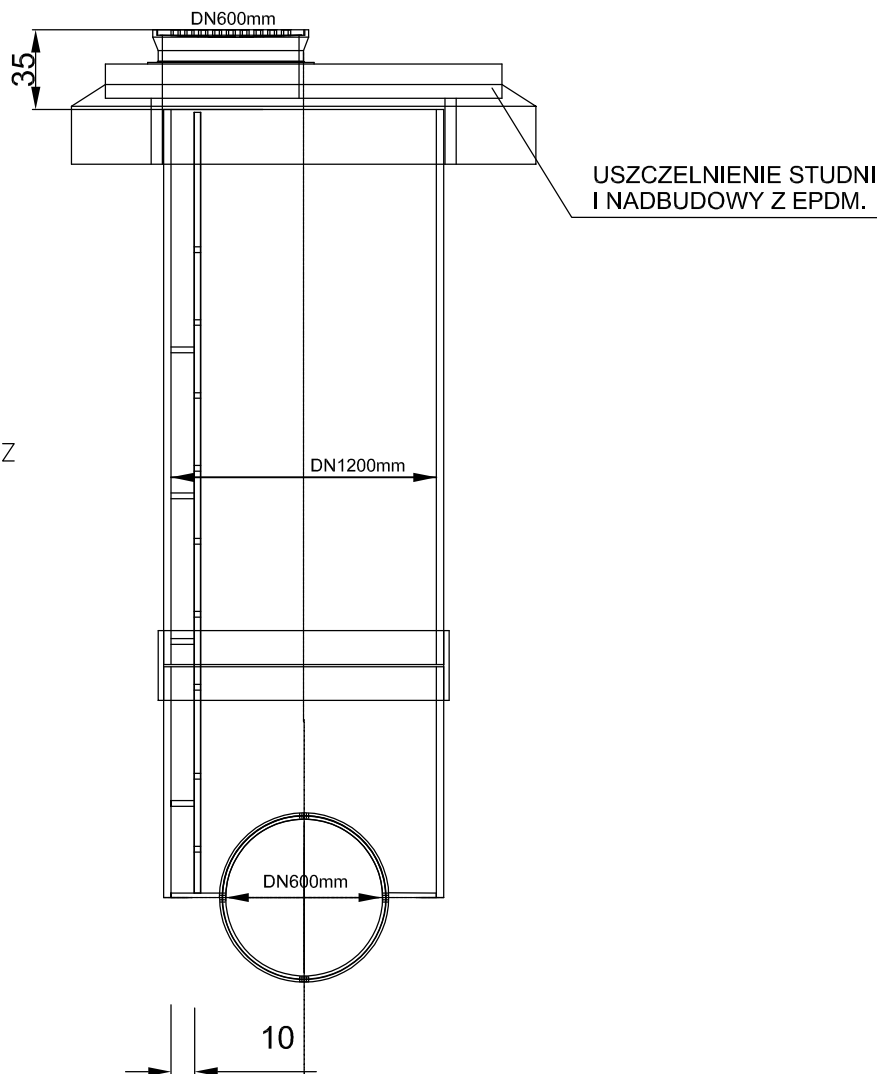 DN600mm
35
USZCZELNIENIE STUDNI
I NADBUDOWY Z EPDM.
Z
DN1200mm
DN600mm
10